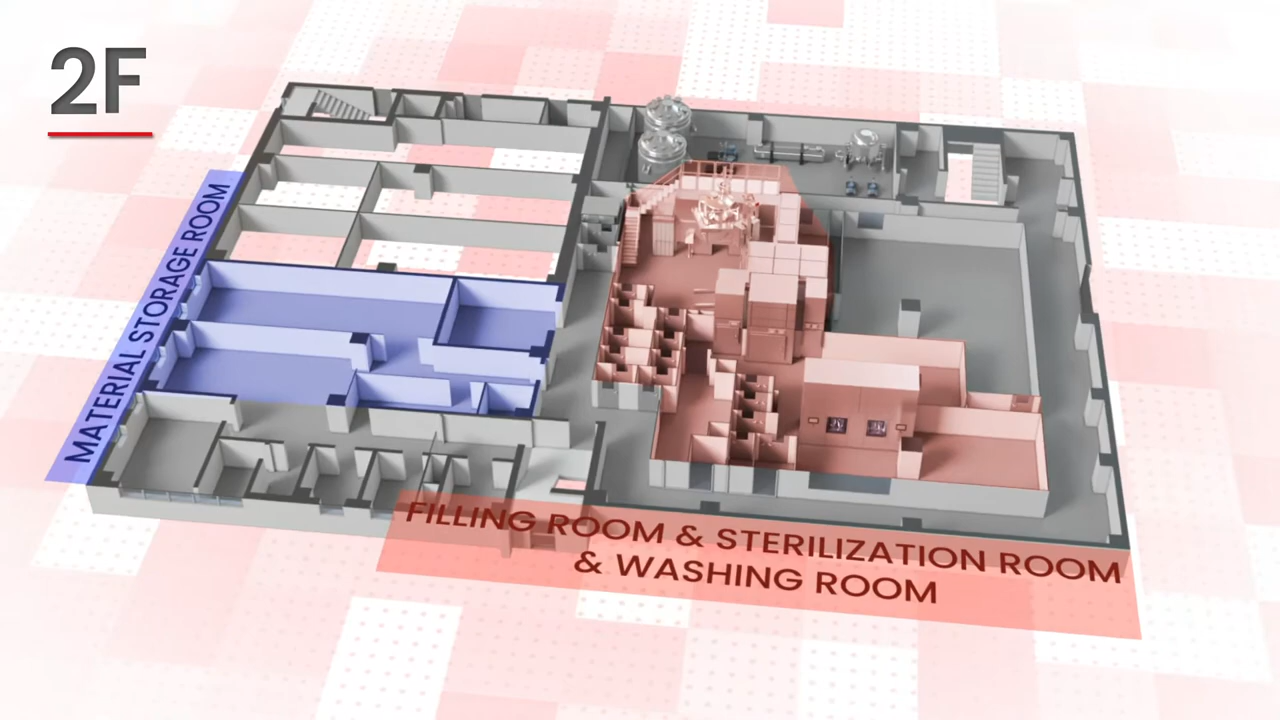 2F
MATERIAL STORAGE ROOM
FILLING ROOM & STERILIZATION ROOM
& WASHING ROOM